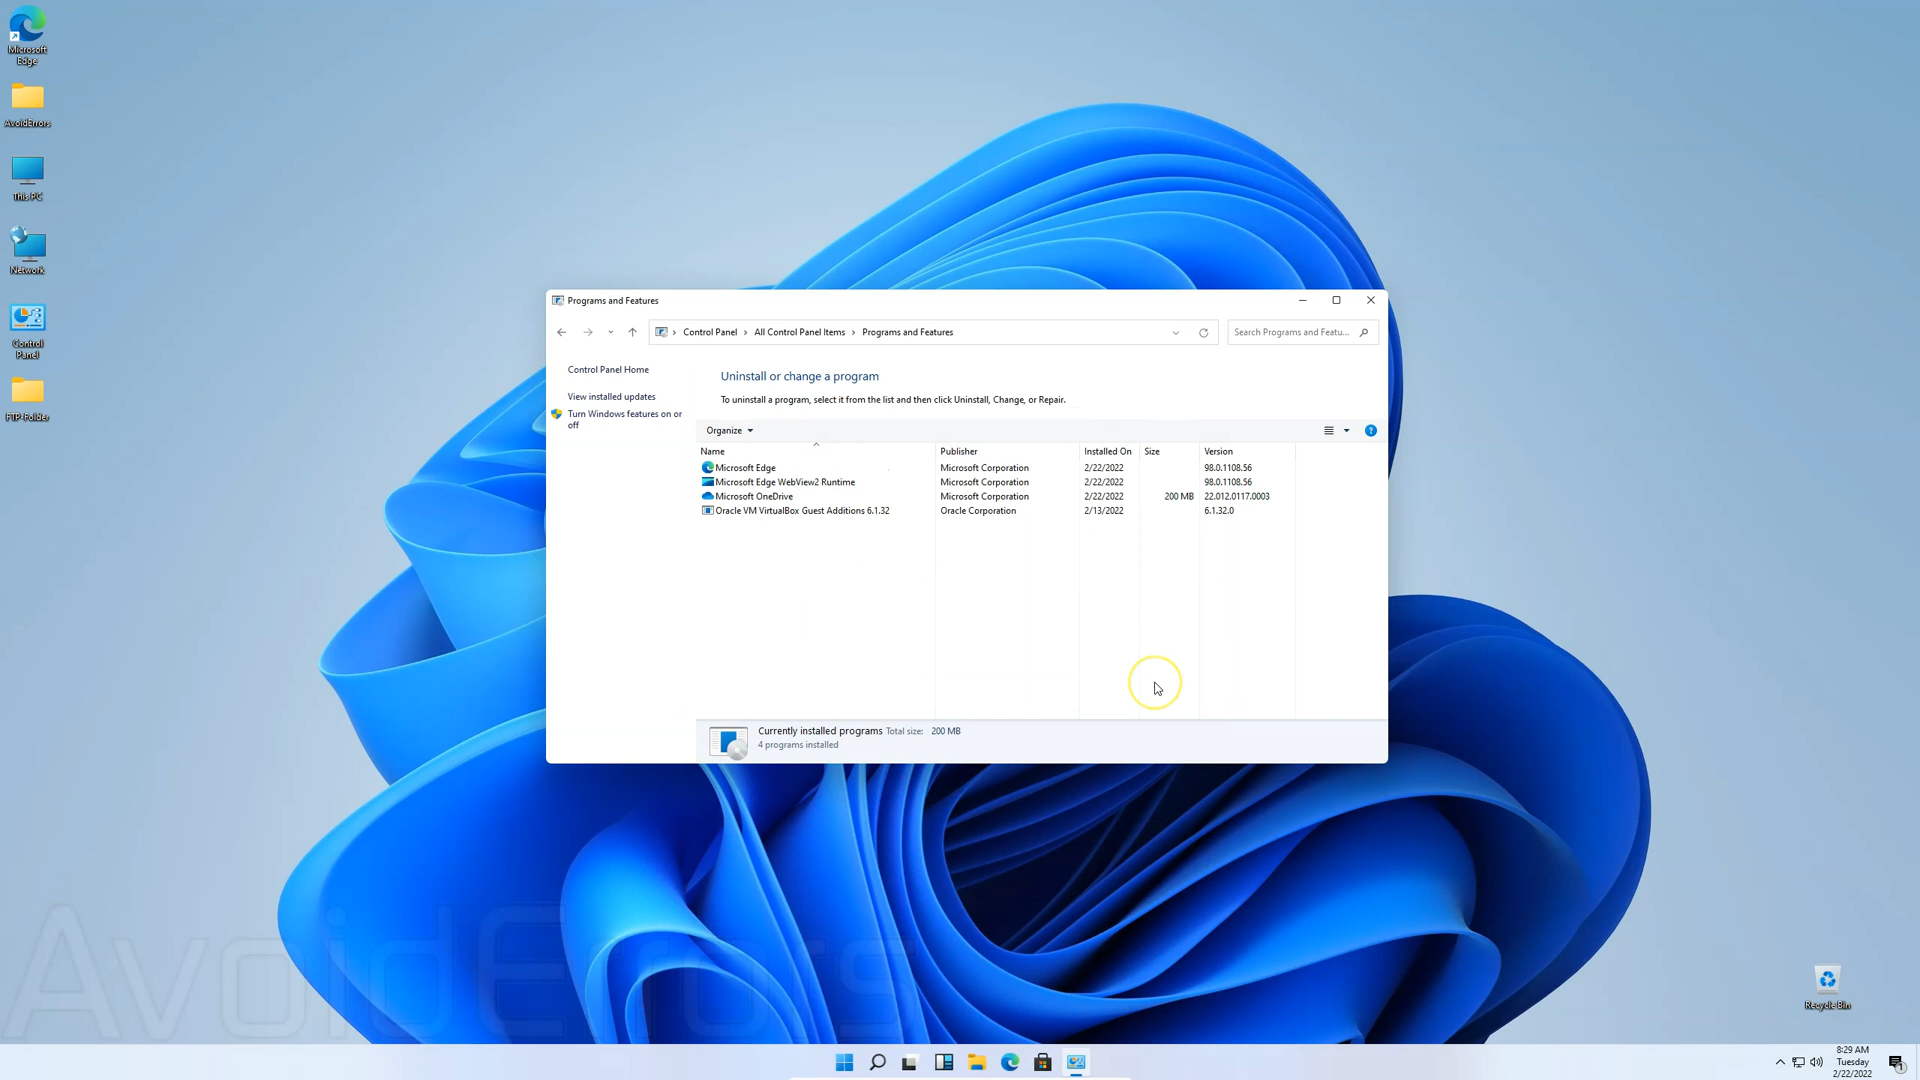 Microsoft
Edge
AvoidErrors
This PC
Network
Control
Panel
FTP-Folder
Programs and Features
Control Panel
All Control Panel Items
Programs and Features
Search Programs and Featu...
Control Panel Home
View installed updates
Turn Windows features on or
off
Uninstall or change a program
To uninstall a program, select it from the list and then click Uninstall, Change, or Repair.
Organize
Name Publisher Installed On Size Version
Microsoft Edge Microsoft Corporation 2/22/2022 98.0.1108.56
Microsoft Edge WebView2 Runtime Microsoft Corporation 2/22/2022 98.0.1108.56
Microsoft OneDrive Microsoft Corporation 2/22/2022 200 MB 22.012.0117.0003
Oracle VM VirtualBox Guest Additions 6.1.32 Oracle Corporation 2/13/2022 6.1.32.0
Currently installed programs Total size: 200 MB
4 programs installed
AvoidErrors
Recycle Bin
8:29 AM
Tuesday
2/22/2022
1